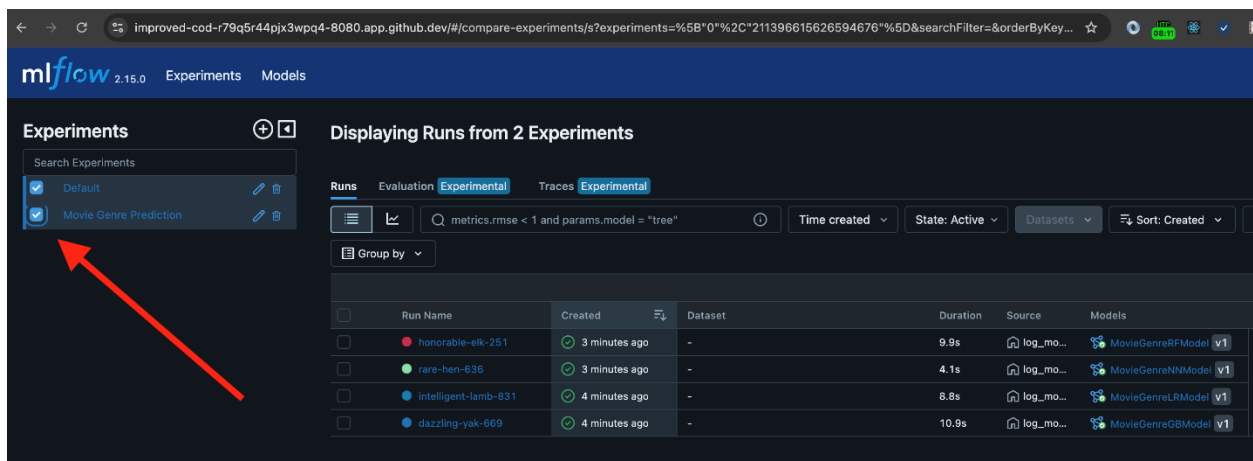 improved-cod-r79q5r44pjx3wpq4-8080.app.github.dev/#/compare-experiments/s?experiments=%5B"0"%2C"211396615626594676"%5D&searchFilter=&orderByKey...
UTC
08:11
mlflow 2.15.0 Experiments Models
Experiments
Displaying Runs from 2 Experiments
Search Experiments
Default
Movie Genre Prediction
Runs Evaluation Experimental Traces Experimental
metrics.rmse < 1 and params.model = "tree" Time created State: Active Datasets Sort: Created
Group by
Run Name Created Dataset Duration Source Models
honorable-elk-251 3 minutes ago - 9.9s log_mo... MovieGenreRFModel v1
rare-hen-636 3 minutes ago - 4.1s log_mo... MovieGenreNNModel v1
intelligent-lamb-831 4 minutes ago - 8.8s log_mo... MovieGenreLRModel v1
dazzling-yak-669 4 minutes ago - 10.9s log_mo... MovieGenreGBModel v1